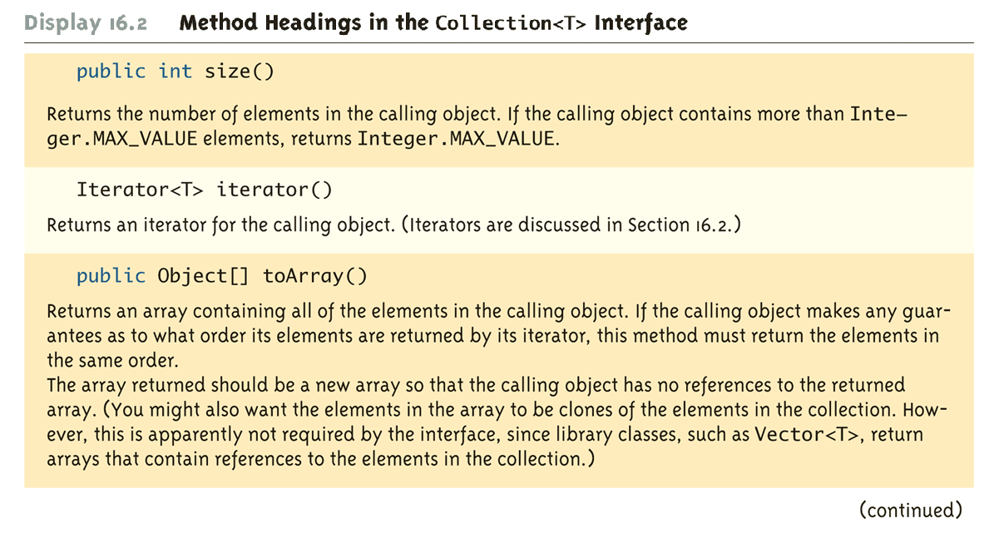 Display 16.2 Method Headings in the Collection<T> Interface
public int size()
Returns the number of elements in the calling object. If the calling object contains more than Inte–
ger.MAX_VALUE elements, returns Integer.MAX_VALUE.
Iterator<T> iterator()
Returns an iterator for the calling object. (Iterators are discussed in Section 16.2.)
public Object[] toArray()
Returns an array containing all of the elements in the calling object. If the calling object makes any guar-
antees as to what order its elements are returned by its iterator, this method must return the elements in
the same order.
The array returned should be a new array so that the calling object has no references to the returned
array. (You might also want the elements in the array to be clones of the elements in the collection. How-
ever, this is apparently not required by the interface, since library classes, such as Vector<T>, return
arrays that contain references to the elements in the collection.)
(continued)